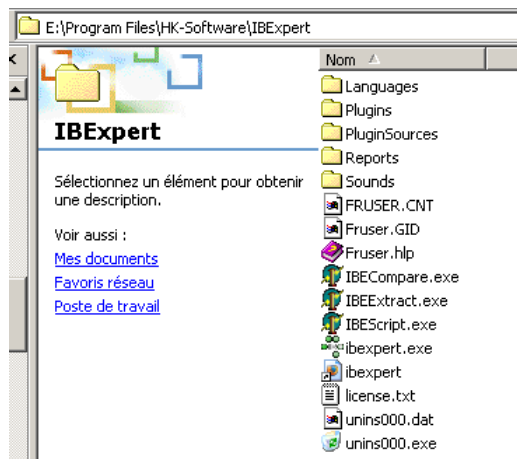 E:\Program Files\HK-Software\IBExpert
IBExpert
Sélectionnez un élément pour obtenir
une description.
Voir aussi :
Mes documents
Favoris réseau
Poste de travail
Nom
Languages
Plugins
PluginSources
Reports
Sounds
FRUSER.CNT
Fruser.GID
Fruser.hlp
IBECompare.exe
IBEExtract.exe
IBEScript.exe
ibexpert.exe
ibexpert
license.txt
unins000.dat
unins000.exe